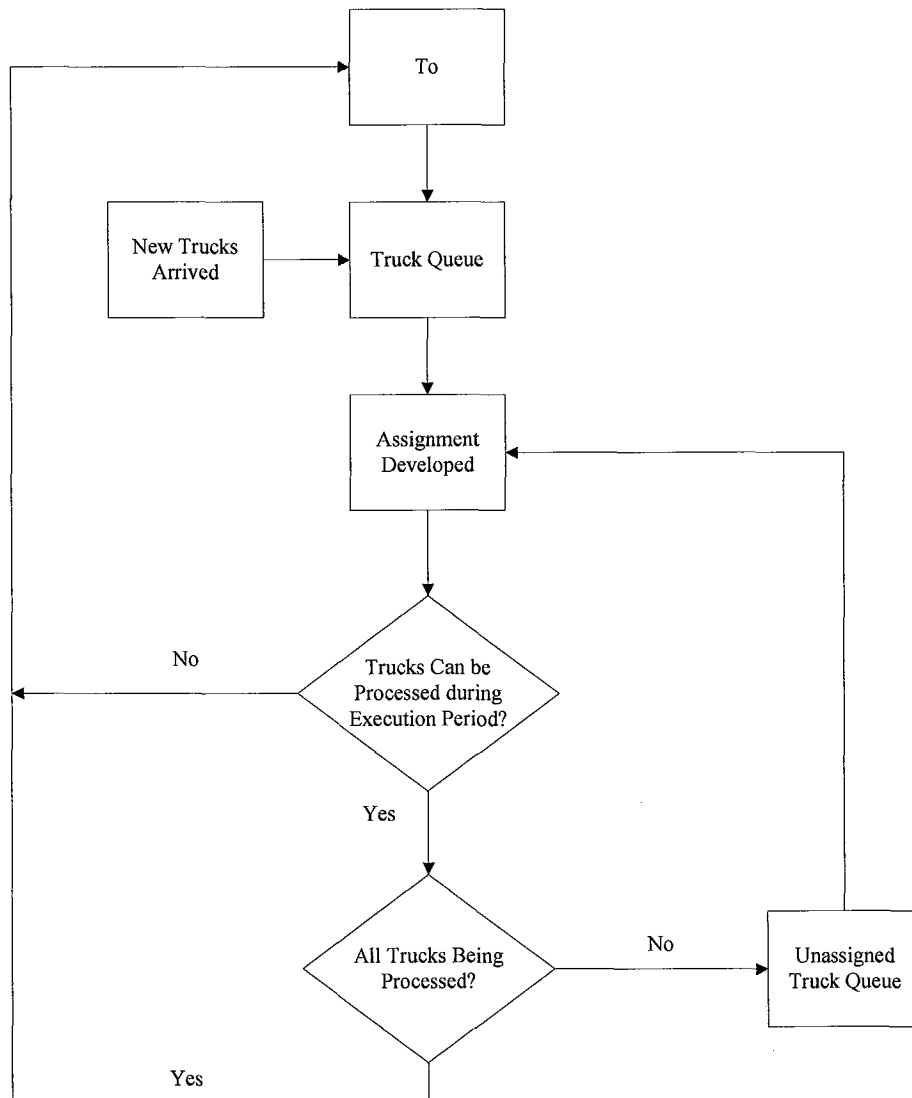 To
New Trucks
Arrived
Truck Queue
Assignment
Developed
No
Trucks Can be
Processed during
Execution Period?
Yes
All Trucks Being
Processed?
No
Unassigned
Truck Queue
Yes